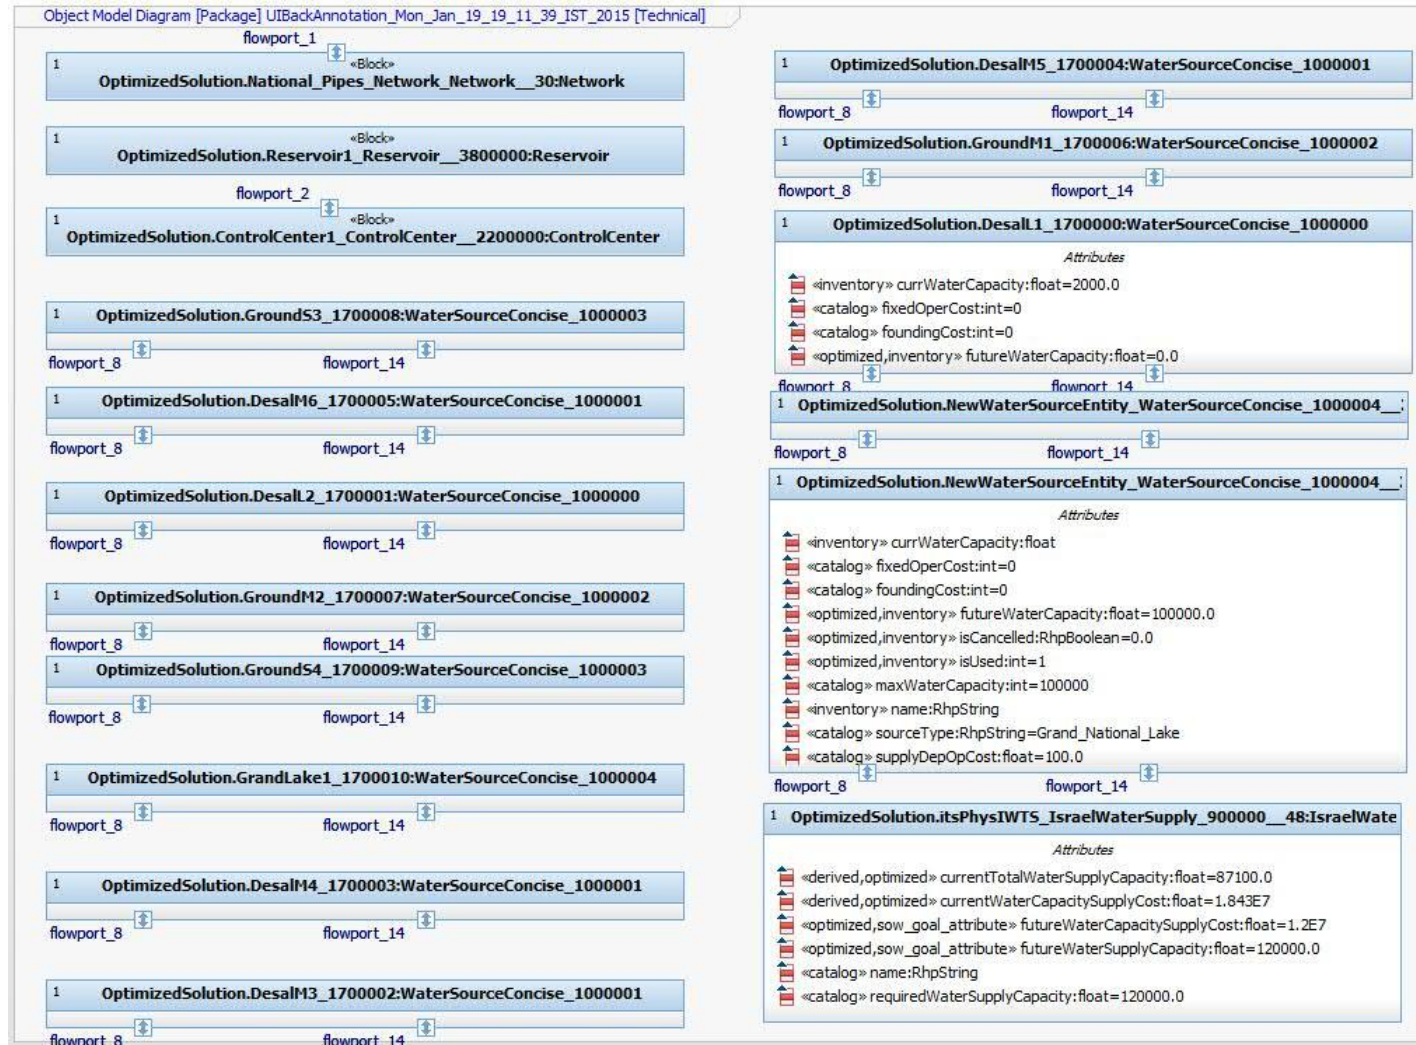 Object Model Diagram [Package] UIBackAnnotation_Mon_Jan_19_19_11_39_IST_2015 [Technical]
flowport_1
1
«Block»
OptimizedSolution.National_Pipes_Network_Network__30:Network
1
«Block»
OptimizedSolution.Reservoir1_Reservoir__3800000:Reservoir
flowport_2
1
«Block»
OptimizedSolution.ControlCenter1_ControlCenter__2200000:ControlCenter
1 OptimizedSolution.GroundS3_1700008:WaterSourceConcise_1000003
flowport_8 flowport_14
1 OptimizedSolution.DesalM6_1700005:WaterSourceConcise_1000001
flowport_8 flowport_14
1 OptimizedSolution.DesalL2_1700001:WaterSourceConcise_1000000
flowport_8 flowport_14
1 OptimizedSolution.GroundM2_1700007:WaterSourceConcise_1000002
flowport_8 flowport_14
1 OptimizedSolution.GroundS4_1700009:WaterSourceConcise_1000003
flowport_8 flowport_14
1 OptimizedSolution.GrandLake1_1700010:WaterSourceConcise_1000004
flowport_8 flowport_14
1 OptimizedSolution.DesalM4_1700003:WaterSourceConcise_1000001
flowport_8 flowport_14
1 OptimizedSolution.DesalM3_1700002:WaterSourceConcise_1000001
flowport_8 flowport_14
1 OptimizedSolution.DesalM5_1700004:WaterSourceConcise_1000001
flowport_8 flowport_14
1 OptimizedSolution.GroundM1_1700006:WaterSourceConcise_1000002
flowport_8 flowport_14
1 OptimizedSolution.DesalL1_1700000:WaterSourceConcise_1000000
Attributes
«inventory» currWaterCapacity:float=2000.0
«catalog» fixedOperCost:int=0
«catalog» foundingCost:int=0
«optimized,inventory» futureWaterCapacity:float=0.0
flowport_8 flowport_14
1 OptimizedSolution.NewWaterSourceEntity_WaterSourceConcise_1000004__
flowport_8 flowport_14
1 OptimizedSolution.NewWaterSourceEntity_WaterSourceConcise_1000004__
Attributes
«inventory» currWaterCapacity:float
«catalog» fixedOperCost:int=0
«catalog» foundingCost:int=0
«optimized,inventory» futureWaterCapacity:float=100000.0
«optimized,inventory» isCancelled:RhpBoolean=0.0
«optimized,inventory» isUsed:int=1
«catalog» maxWaterCapacity:int=100000
«inventory» name:RhpString
«catalog» sourceType:RhpString=Grand_National_Lake
«catalog» supplyDepOpCost:float=100.0
flowport_8 flowport_14
1 OptimizedSolution.itsPhysIWTS_IsraelWaterSupply_900000__48:IsraelWate
Attributes
«derived,optimized» currentTotalWaterSupplyCapacity:float=87100.0
«derived,optimized» currentWaterCapacitySupplyCost:float=1.843E7
«optimized,sow_goal_attribute» futureWaterCapacitySupplyCost:float=1.2E7
«optimized,sow_goal_attribute» futureWaterSupplyCapacity:float=120000.0
«catalog» name:RhpString
«catalog» requiredWaterSupplyCapacity:float=120000.0